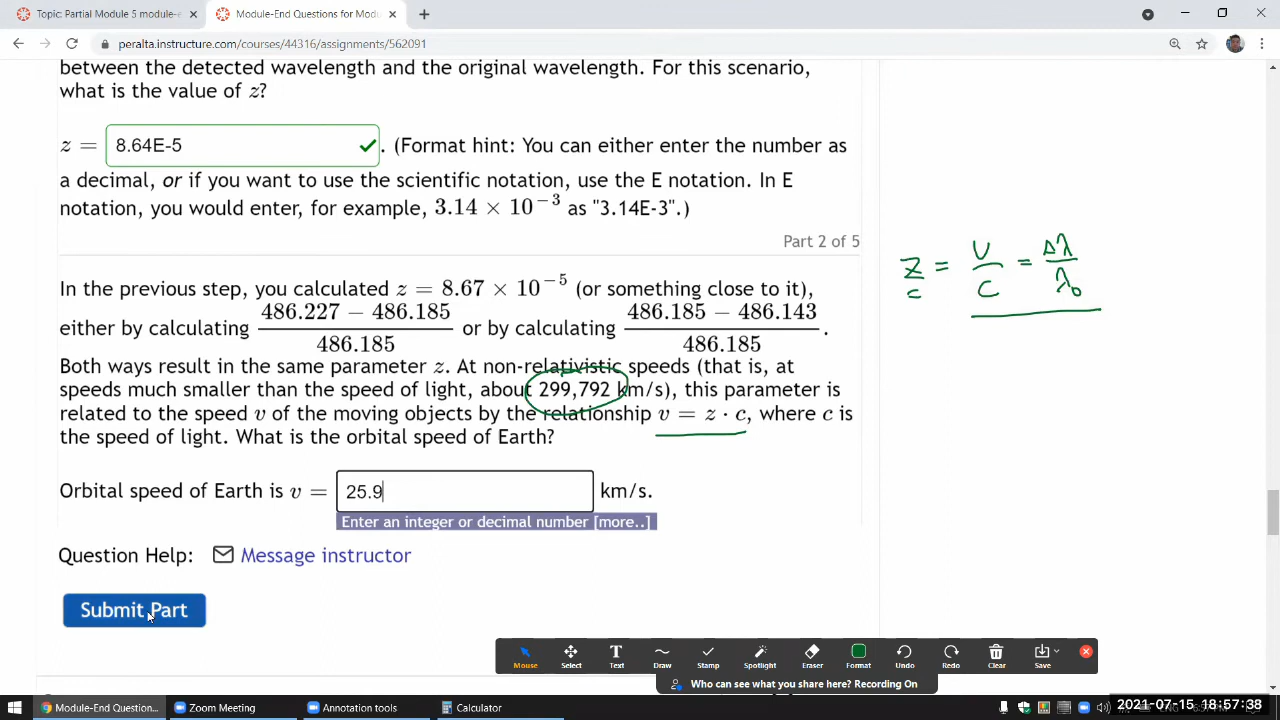 Topic: Partial Module 5 module-
Module-End Questions for Modul
peralta.instructure.com/courses/44316/assignments/562091
between the detected wavelength and the original wavelength. For this scenario,
what is the value of z?
z = 8.64E-5 . (Format hint: You can either enter the number as
a decimal, or if you want to use the scientific notation, use the E notation. In E
notation, you would enter, for example, 3.14 × 10⁻³ as "3.14E-3".)
Part 2 of 5
In the previous step, you calculated z = 8.67 × 10⁻⁵ (or something close to it),
either by calculating (486.227 − 486.185)/486.185 or by calculating (486.185 − 486.143)/486.185.
Both ways result in the same parameter z. At non-relativistic speeds (that is, at
speeds much smaller than the speed of light, about 299,792 km/s), this parameter is
related to the speed v of the moving objects by the relationship v = z · c, where c is
the speed of light. What is the orbital speed of Earth?
z = v/c = Δλ/λ₀
Orbital speed of Earth is v = 25.9 km/s.
Enter an integer or decimal number [more..]
Question Help: Message instructor
Submit Part
Mouse Select Text Draw Stamp Spotlight Eraser Format Undo Redo Clear Save
Who can see what you share here? Recording On
Module-End Question... Zoom Meeting Annotation tools Calculator
2021-07-15 18:57:38